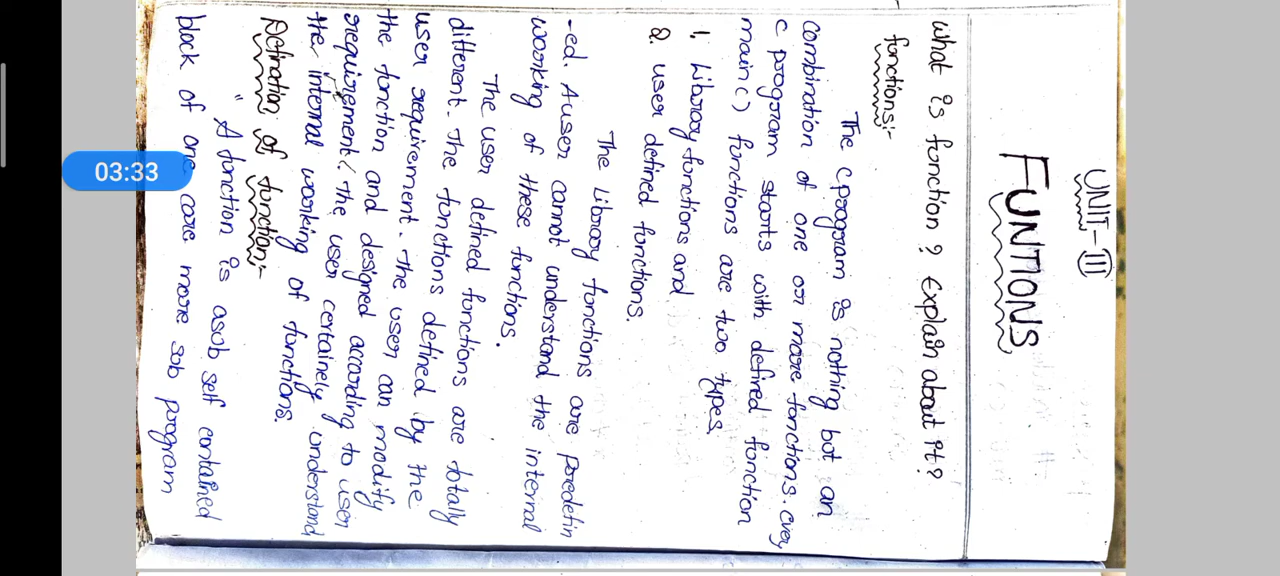 UNIT-III
FUNTIONS
what is function? Explain about it?
functions:-
The c program is nothing but an
combination of one or more functions. every
c program starts with defined function
main() functions are two types.
1. Library functions and
2. user defined functions.
The Library functions are predefin
-ed. A user cannot understand the internal
working of these functions.
The user defined functions are totally
different. The functions defined by the
user requirement. The user can modify
the function and designed according to user
requirement. The user certainely understand
the internal working of functions.
Defination of function:-
" A function is a sub self contained
block of one care more sub program
03:33